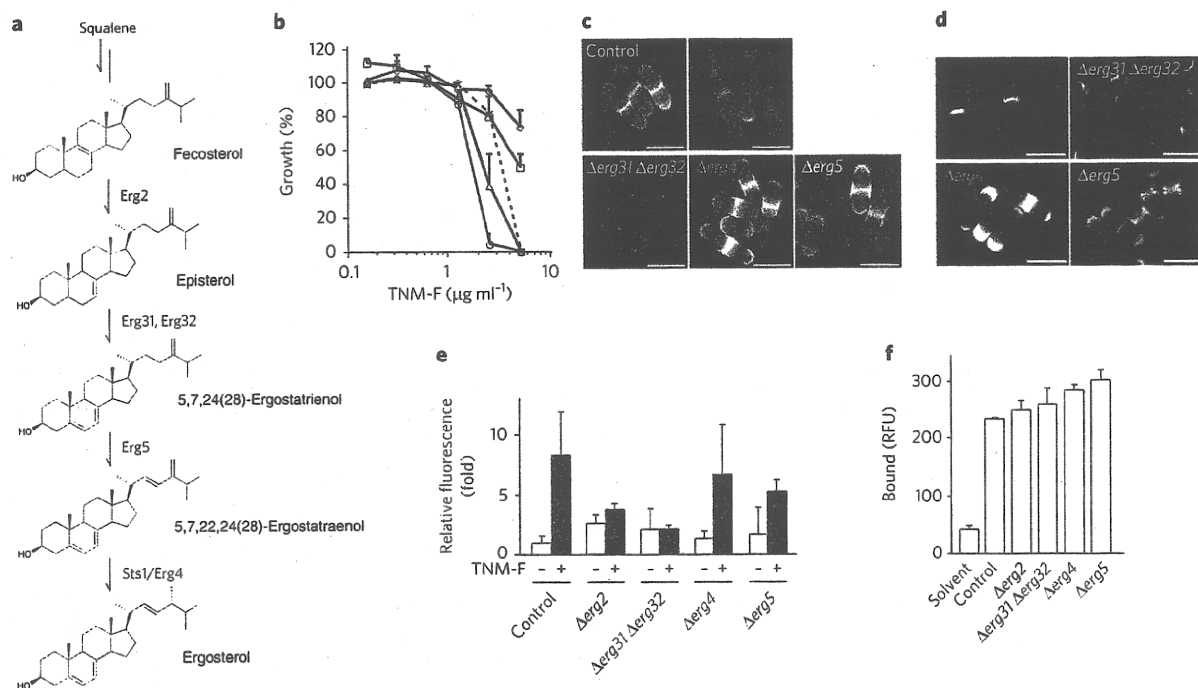 a
Squalene
HO
Fecosterol
Erg2
HO
Episterol
Erg31, Erg32
HO
5,7,24(28)-Ergostatrienol
Erg5
HO
5,7,22,24(28)-Ergostatraenol
Sts1/Erg4
HO
Ergosterol
b
Growth (%)
120
100
80
60
40
20
0
0.1
1
10
TNM-F (µg ml⁻¹)
c
Control
Δerg31 Δerg32
Δerg4
Δerg5
d
Δerg31 Δerg32
Δerg5
e
Relative fluorescence
(fold)
10
5
0
TNM-F
- + - + - + - + - +
Control
Δerg2
Δerg31 Δerg32
Δerg4
Δerg5
f
Bound (RFU)
300
200
100
0
Solvent
Control
Δerg2
Δerg31 Δerg32
Δerg4
Δerg5